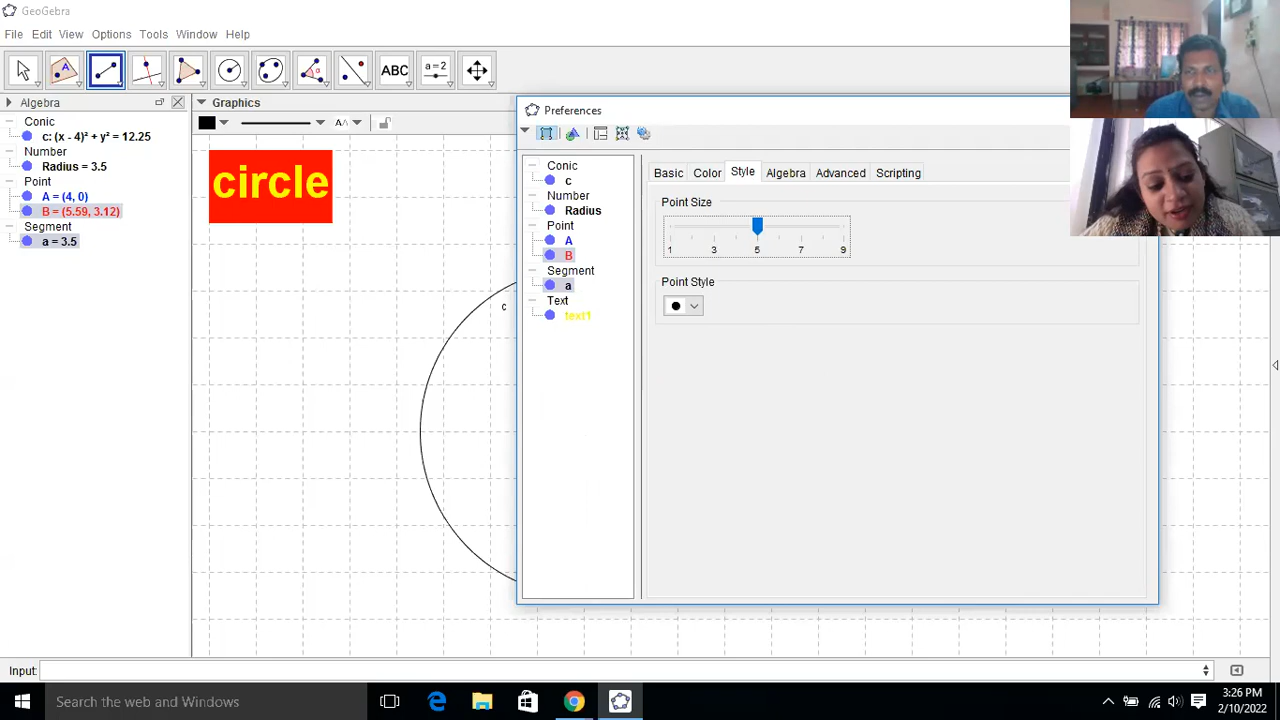 GeoGebra
File Edit View Options Tools Window Help
A
ABC
a=2
Algebra
Graphics
Preferences
Conic
c: (x - 4)² + y² = 12.25
Number
Radius = 3.5
Point
A = (4, 0)
B = (5.59, 3.12)
Segment
a = 3.5
circle
c
Conic
c
Number
Radius
Point
A
B
Segment
a
Text
text1
Basic Color Style Algebra Advanced Scripting
Point Size
1 3 5 7 9
Point Style
Input:
Search the web and Windows
3:26 PM
2/10/2022